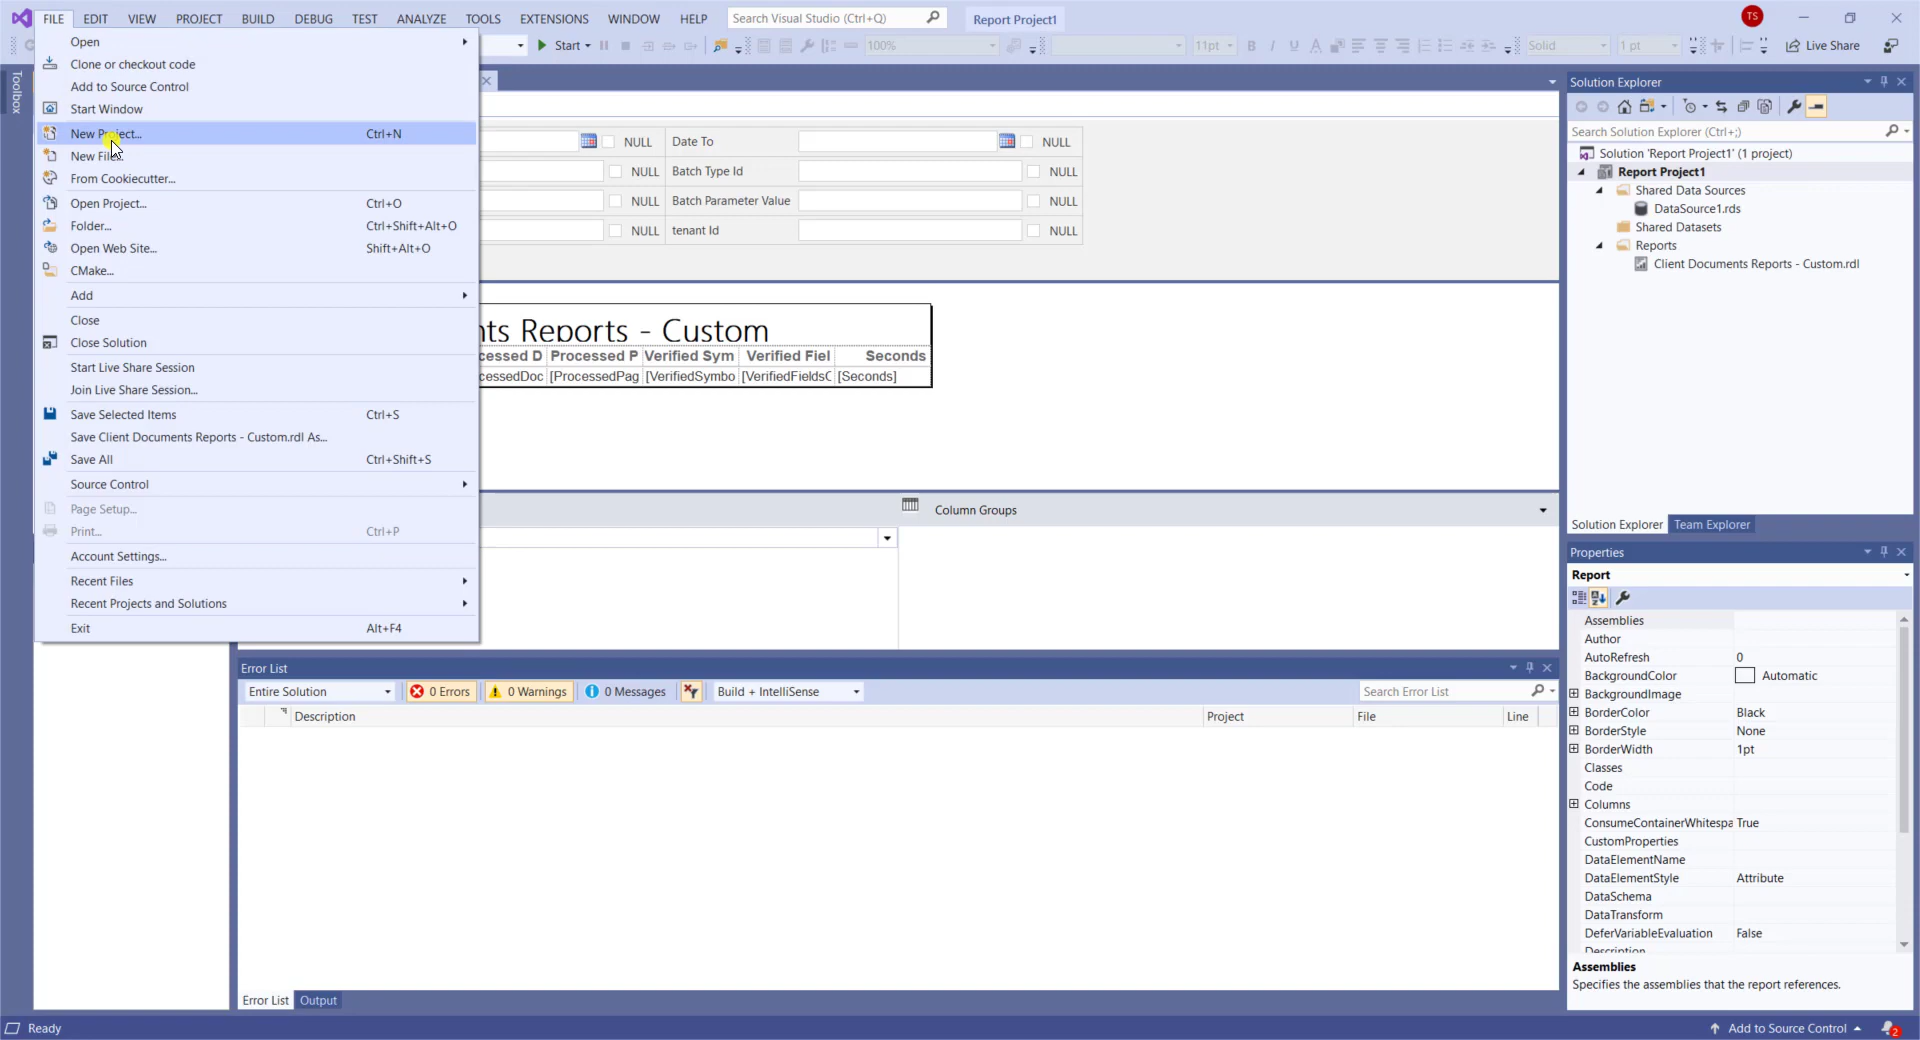 FILE EDIT VIEW PROJECT BUILD DEBUG TEST ANALYZE TOOLS EXTENSIONS WINDOW HELP Search Visual Studio (Ctrl+Q) Report Project1 TS
Start 100% 11pt B I U A Solid 1 pt Live Share
Toolbox
Open
Clone or checkout code
Add to Source Control
Start Window
New Project... Ctrl+N
New File...
From Cookiecutter...
Open Project... Ctrl+O
Folder... Ctrl+Shift+Alt+O
Open Web Site... Shift+Alt+O
CMake...
Add
Close
Close Solution
Start Live Share Session
Join Live Share Session...
Save Selected Items Ctrl+S
Save Client Documents Reports - Custom.rdl As...
Save All Ctrl+Shift+S
Source Control
Page Setup...
Print... Ctrl+P
Account Settings...
Recent Files
Recent Projects and Solutions
Exit Alt+F4
NULL Date To NULL
NULL Batch Type Id NULL
NULL Batch Parameter Value NULL
NULL tenant Id NULL
nts Reports - Custom
cessed D Processed P Verified Sym Verified Fiel Seconds
cessedDoc [ProcessedPag [VerifiedSymbo [VerifiedFieldsC [Seconds]
Column Groups
Error List
Entire Solution 0 Errors 0 Warnings 0 Messages Build + IntelliSense Search Error List
Description Project File Line
Error List Output
Solution Explorer
Search Solution Explorer (Ctrl+;)
Solution 'Report Project1' (1 project)
Report Project1
Shared Data Sources
DataSource1.rds
Shared Datasets
Reports
Client Documents Reports - Custom.rdl
Solution Explorer Team Explorer
Properties
Report
Assemblies
Author
AutoRefresh 0
BackgroundColor Automatic
BackgroundImage
BorderColor Black
BorderStyle None
BorderWidth 1pt
Classes
Code
Columns
ConsumeContainerWhitespa True
CustomProperties
DataElementName
DataElementStyle Attribute
DataSchema
DataTransform
DeferVariableEvaluation False
Description
Assemblies
Specifies the assemblies that the report references.
Ready Add to Source Control 2